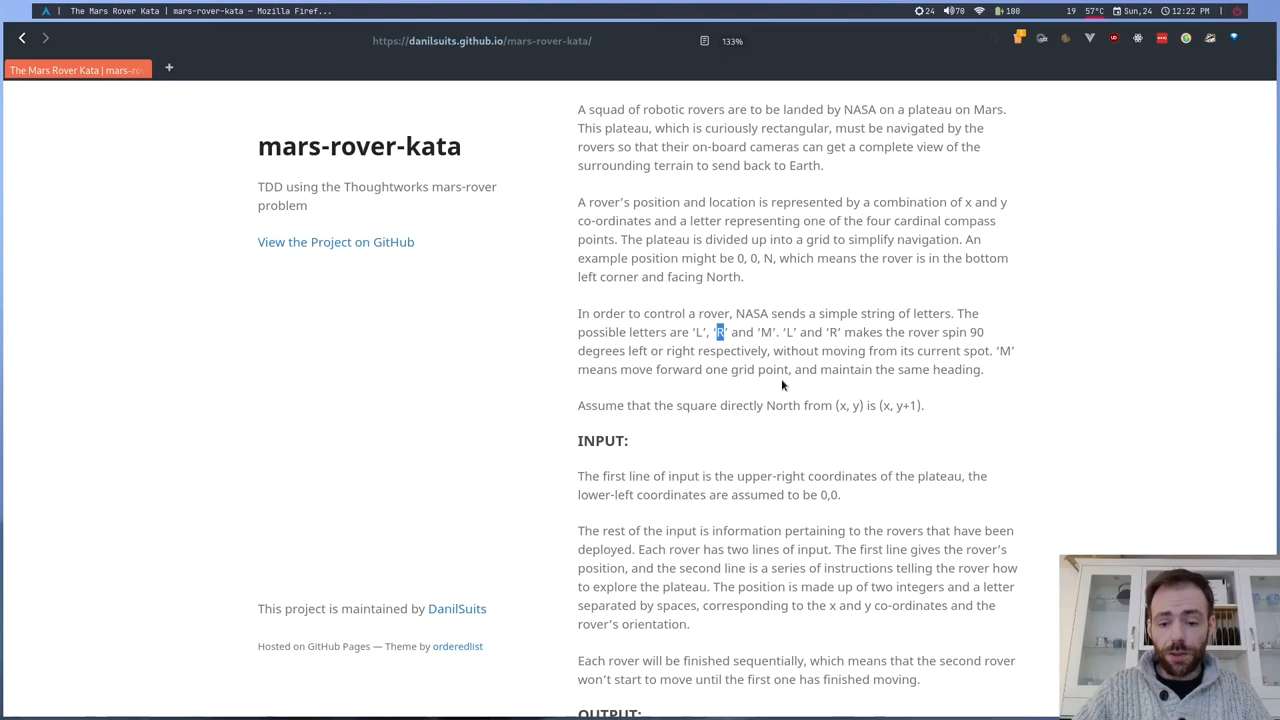 The Mars Rover Kata | mars-rover-kata — Mozilla Firef...
24 70 100 19 57°C Sun,24 12:22 PM
https://danilsuits.github.io/mars-rover-kata/ 133%
The Mars Rover Kata | mars-ro
mars-rover-kata
TDD using the Thoughtworks mars-rover
problem
View the Project on GitHub
This project is maintained by DanilSuits
Hosted on GitHub Pages — Theme by orderedlist
A squad of robotic rovers are to be landed by NASA on a plateau on Mars.
This plateau, which is curiously rectangular, must be navigated by the
rovers so that their on-board cameras can get a complete view of the
surrounding terrain to send back to Earth.
A rover’s position and location is represented by a combination of x and y
co-ordinates and a letter representing one of the four cardinal compass
points. The plateau is divided up into a grid to simplify navigation. An
example position might be 0, 0, N, which means the rover is in the bottom
left corner and facing North.
In order to control a rover, NASA sends a simple string of letters. The
possible letters are ‘L’, ‘R’ and ‘M’. ‘L’ and ‘R’ makes the rover spin 90
degrees left or right respectively, without moving from its current spot. ‘M’
means move forward one grid point, and maintain the same heading.
Assume that the square directly North from (x, y) is (x, y+1).
INPUT:
The first line of input is the upper-right coordinates of the plateau, the
lower-left coordinates are assumed to be 0,0.
The rest of the input is information pertaining to the rovers that have been
deployed. Each rover has two lines of input. The first line gives the rover’s
position, and the second line is a series of instructions telling the rover how
to explore the plateau. The position is made up of two integers and a letter
separated by spaces, corresponding to the x and y co-ordinates and the
rover’s orientation.
Each rover will be finished sequentially, which means that the second rover
won’t start to move until the first one has finished moving.
OUTPUT: